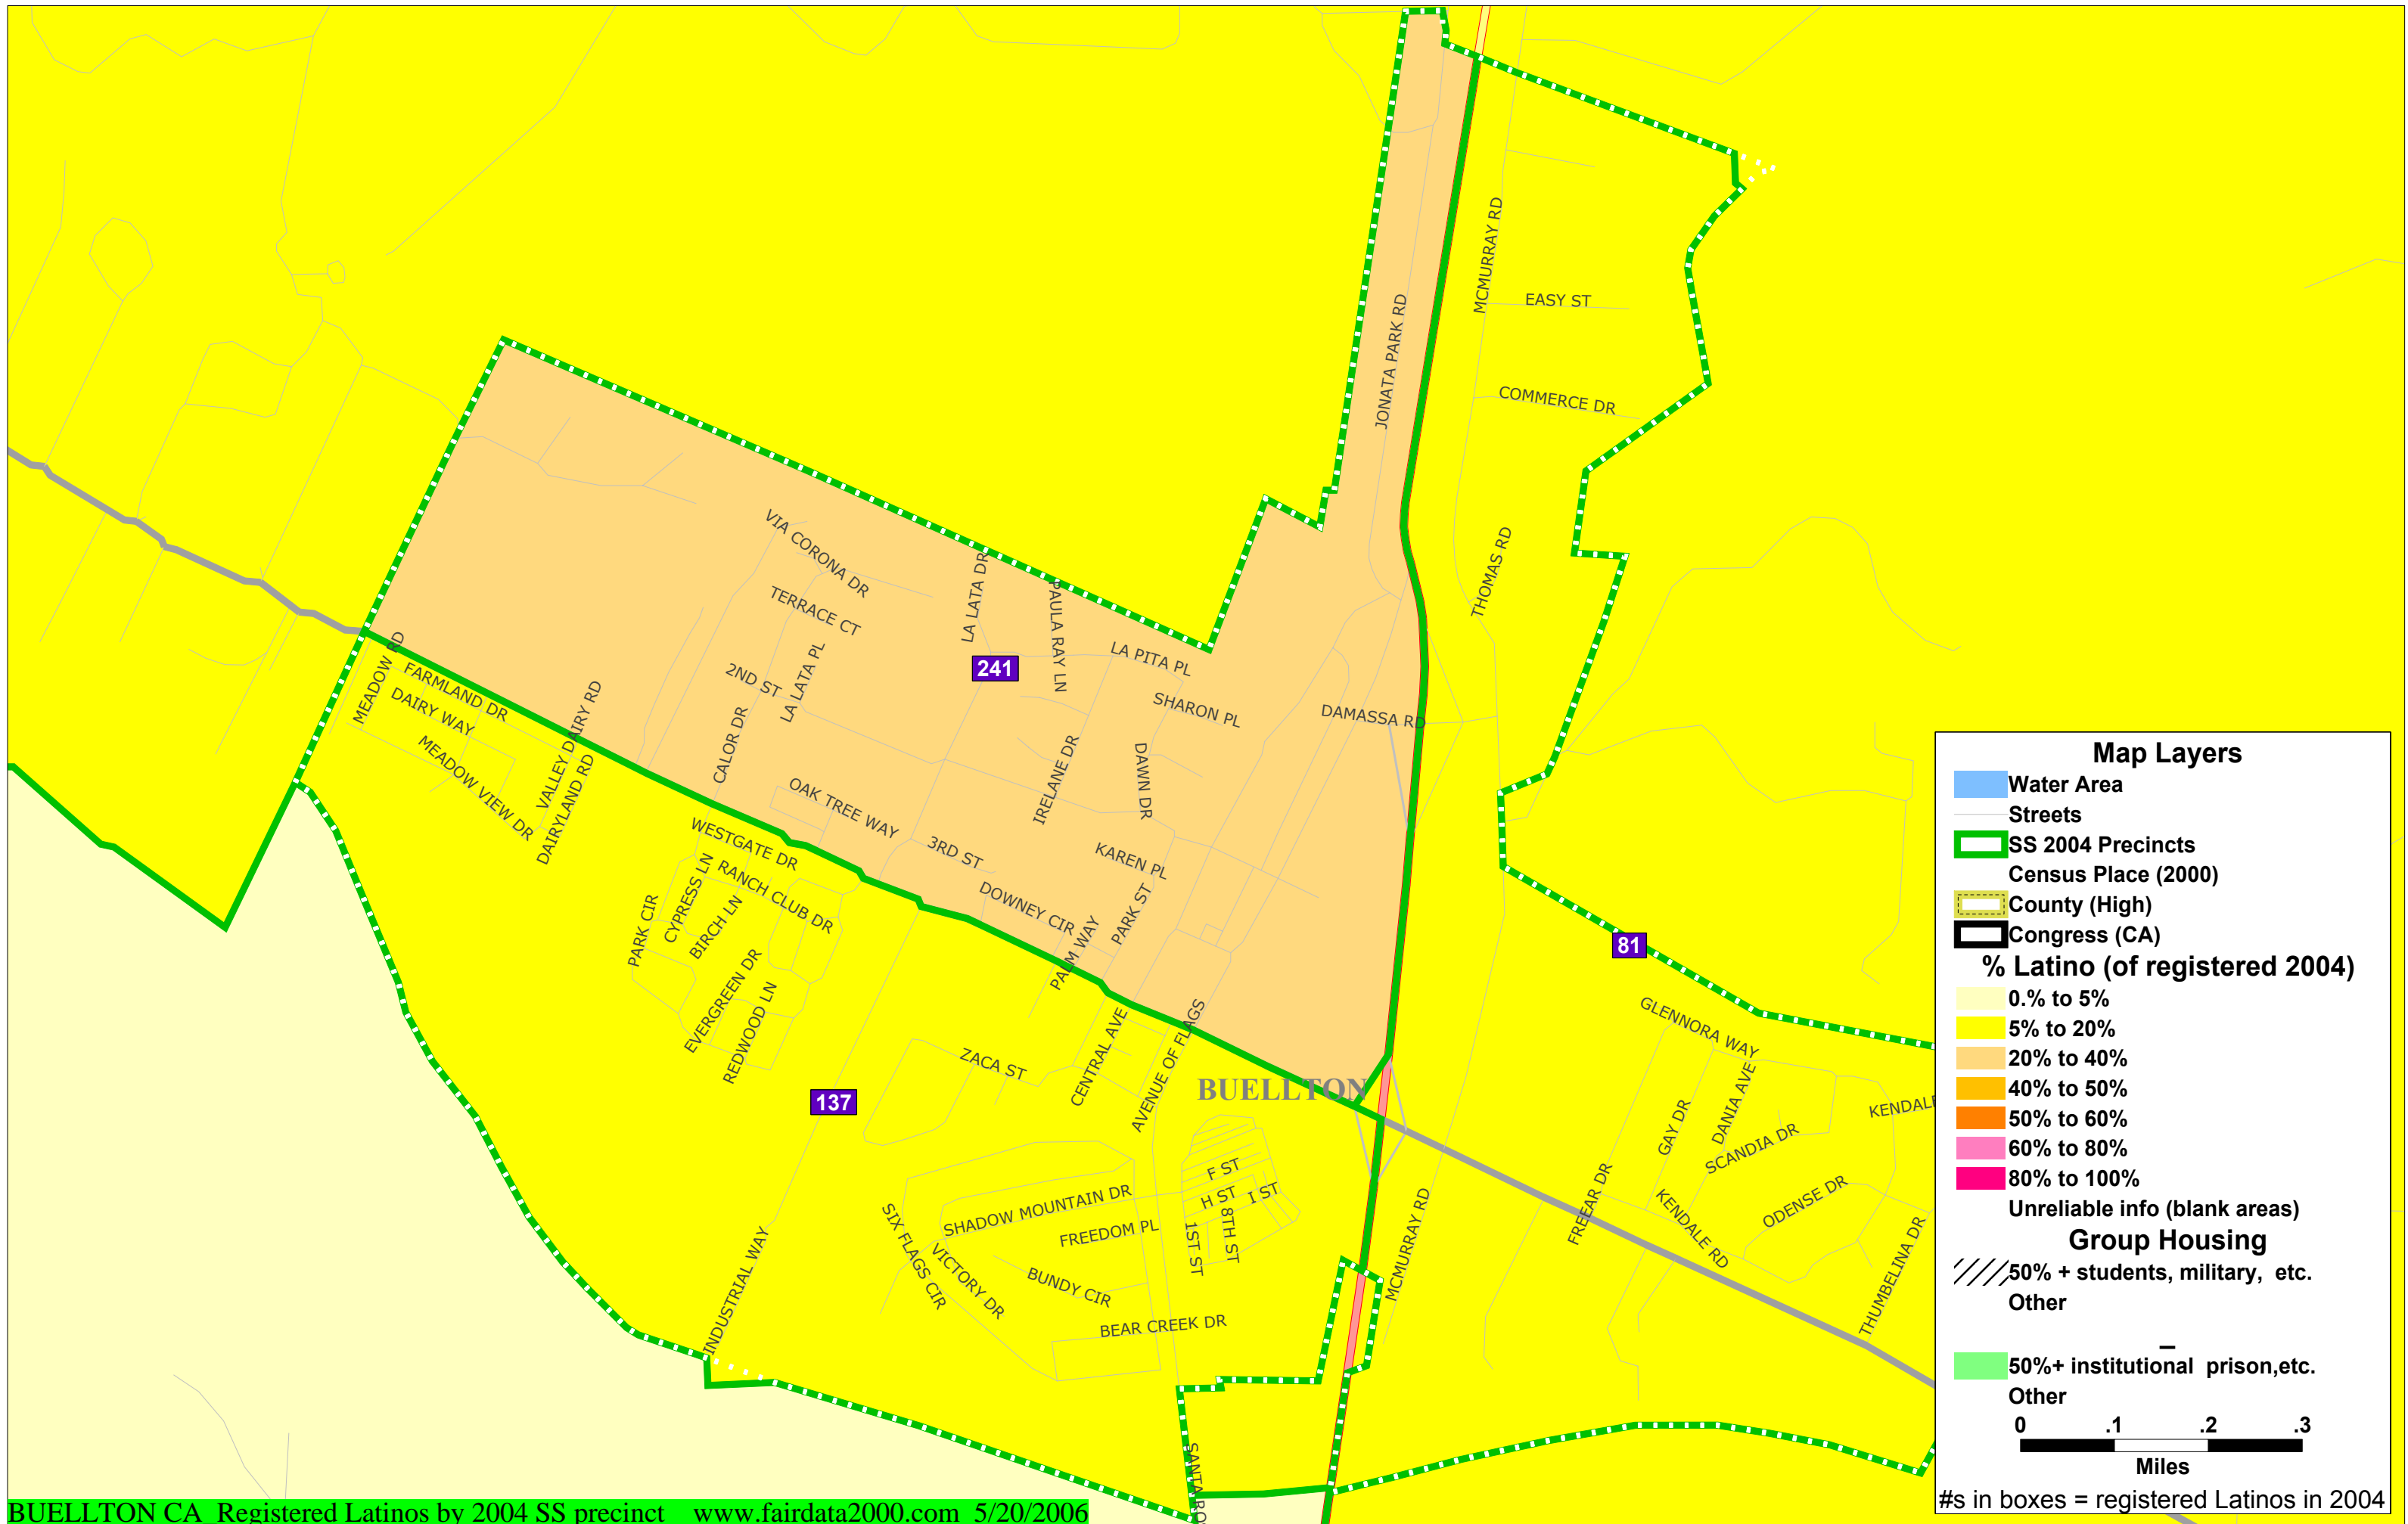 MCMURRAY RD
EASY ST
JONATA PARK RD
COMMERCE DR
VIA CORONA DR
THOMAS RD
LA LATA DR
PAULA RAY LN
TERRACE CT
LA PITA PL
241
2ND ST
LA LATA PL
SHARON PL
DAMASSA RD
MEADOW RD
FARMLAND DR
DAIRY WAY
VALLEY DAIRY RD
CALOR DR
MEADOW VIEW DR
DAIRYLAND RD
IRELANE DR
DAWN DR
OAK TREE WAY
WESTGATE DR
3RD ST
KAREN PL
RANCH CLUB DR
CYPRESS LN
BIRCH LN
PARK CIR
DOWNEY CIR
PARK ST
PALM WAY
81
EVERGREEN DR
REDWOOD LN
GLENNORA WAY
ZACA ST
CENTRAL AVE
AVENUE OF FLAGS
BUELLTON
137
GAY DR
DANIA AVE
KENDALE
SCANDIA DR
F ST
H ST
I ST
8TH ST
1ST ST
SHADOW MOUNTAIN DR
FREEDOM PL
SIX FLAGS CIR
VICTORY DR
BUNDY CIR
BEAR CREEK DR
INDUSTRIAL WAY
MCMURRAY RD
FREEAR DR
KENDALE RD
ODENSE DR
THUMBELINA DR
SANTA RO
Map Layers
Water Area
Streets
SS 2004 Precincts
Census Place (2000)
County (High)
Congress (CA)
% Latino (of registered 2004)
0.% to 5%
5% to 20%
20% to 40%
40% to 50%
50% to 60%
60% to 80%
80% to 100%
Unreliable info (blank areas)
Group Housing
50% + students, military, etc.
Other
50%+ institutional prison,etc.
Other
0 .1 .2 .3
Miles
#s in boxes = registered Latinos in 2004
BUELLTON CA Registered Latinos by 2004 SS precinct www.fairdata2000.com 5/20/2006